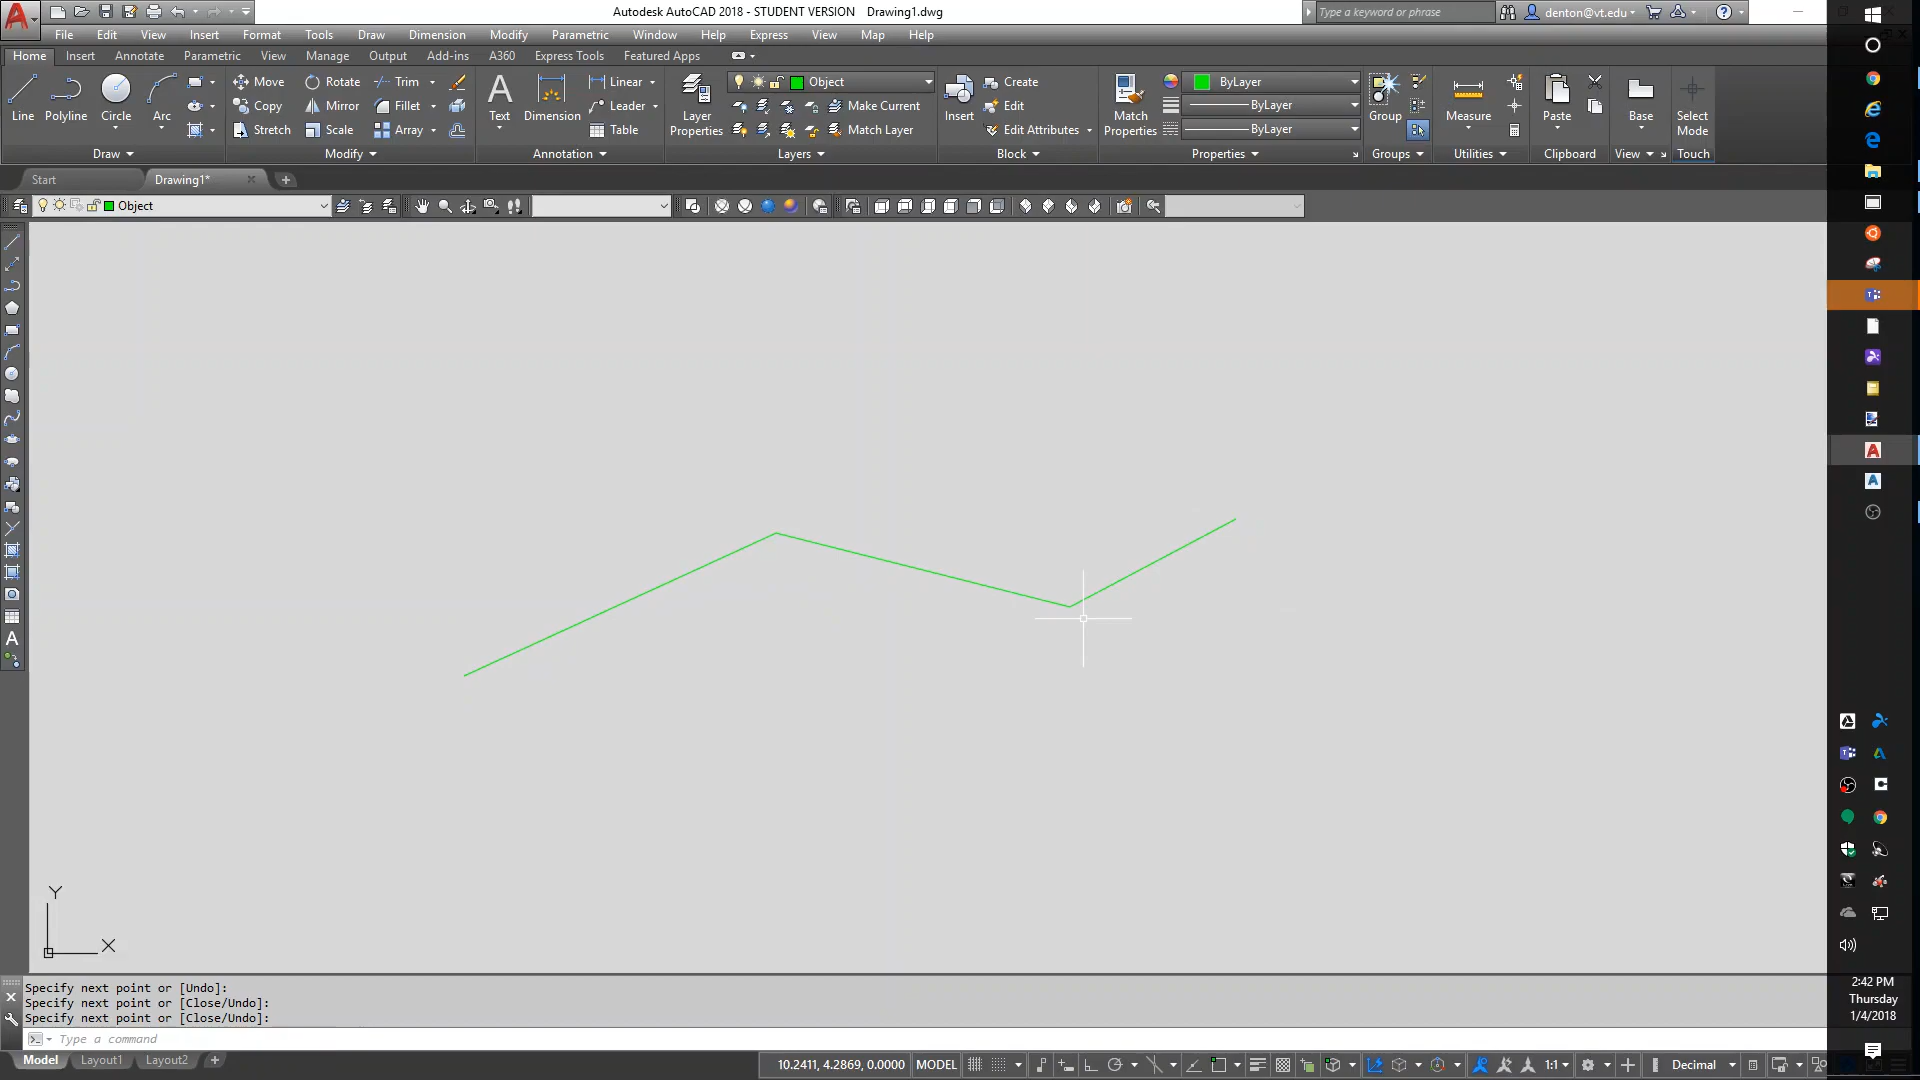 Autodesk AutoCAD 2018 - STUDENT VERSION Drawing1.dwg
Type a keyword or phrase
denton@vt.edu
File Edit View Insert Format Tools Draw Dimension Modify Parametric Window Help Express View Map Help
Home Insert Annotate Parametric View Manage Output Add-ins A360 Express Tools Featured Apps
Line Polyline Circle Arc
Move Rotate Trim
Copy Mirror Fillet
Stretch Scale Array
Text Dimension
Linear
Leader
Table
Layer Properties
Object
Make Current
Match Layer
Insert
Create
Edit
Edit Attributes
Match Properties
ByLayer
ByLayer
ByLayer
Group
Measure
Paste
Base
Select Mode
Draw Modify Annotation Layers Block Properties Groups Utilities Clipboard View Touch
Start Drawing1*
Object
Y
X
Specify next point or [Undo]:
Specify next point or [Close/Undo]:
Specify next point or [Close/Undo]:
Type a command
Model Layout1 Layout2
10.2411, 4.2869, 0.0000 MODEL
1:1
Decimal
2:42 PM
Thursday
1/4/2018